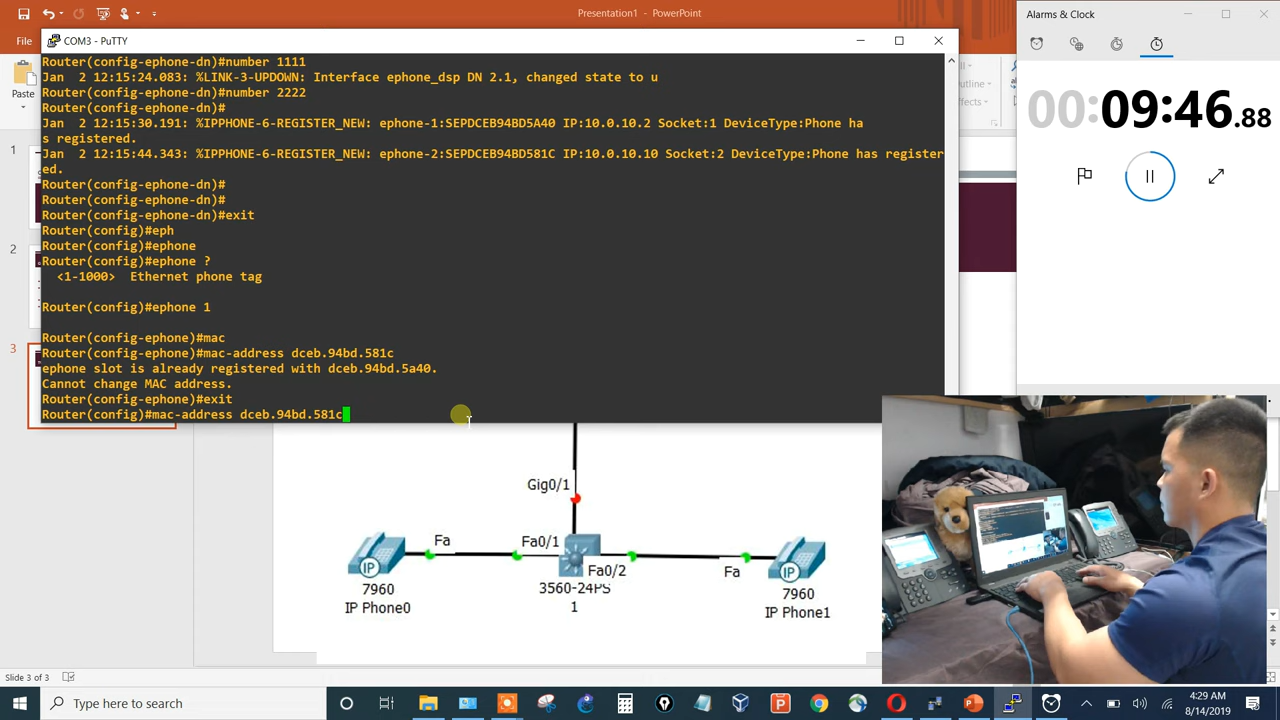 Presentation1 - PowerPoint
Alarms & Clock
File
COM3 - PuTTY
Paste
Router(config-ephone-dn)#number 1111
Jan  2 12:15:24.083: %LINK-3-UPDOWN: Interface ephone_dsp DN 2.1, changed state to u
Router(config-ephone-dn)#number 2222
Router(config-ephone-dn)#
Jan  2 12:15:30.191: %IPPHONE-6-REGISTER_NEW: ephone-1:SEPDCEB94BD5A40 IP:10.0.10.2 Socket:1 DeviceType:Phone ha
s registered.
Jan  2 12:15:44.343: %IPPHONE-6-REGISTER_NEW: ephone-2:SEPDCEB94BD581C IP:10.0.10.10 Socket:2 DeviceType:Phone has register
ed.
Router(config-ephone-dn)#
Router(config-ephone-dn)#
Router(config-ephone-dn)#exit
Router(config)#eph
Router(config)#ephone
Router(config)#ephone ?
<1-1000>  Ethernet phone tag
Router(config)#ephone 1
Router(config-ephone)#mac
Router(config-ephone)#mac-address dceb.94bd.581c
ephone slot is already registered with dceb.94bd.5a40.
Cannot change MAC address.
Router(config-ephone)#exit
Router(config)#mac-address dceb.94bd.581c
outline
ffects
00:09:46.88
1
2
3
Gig0/1
Fa
Fa0/1
Fa0/2
Fa
IP
7960
IP Phone0
3560-24PS
1
IP
7960
IP Phone1
Slide 3 of 3
Type here to search
4:29 AM
8/14/2019